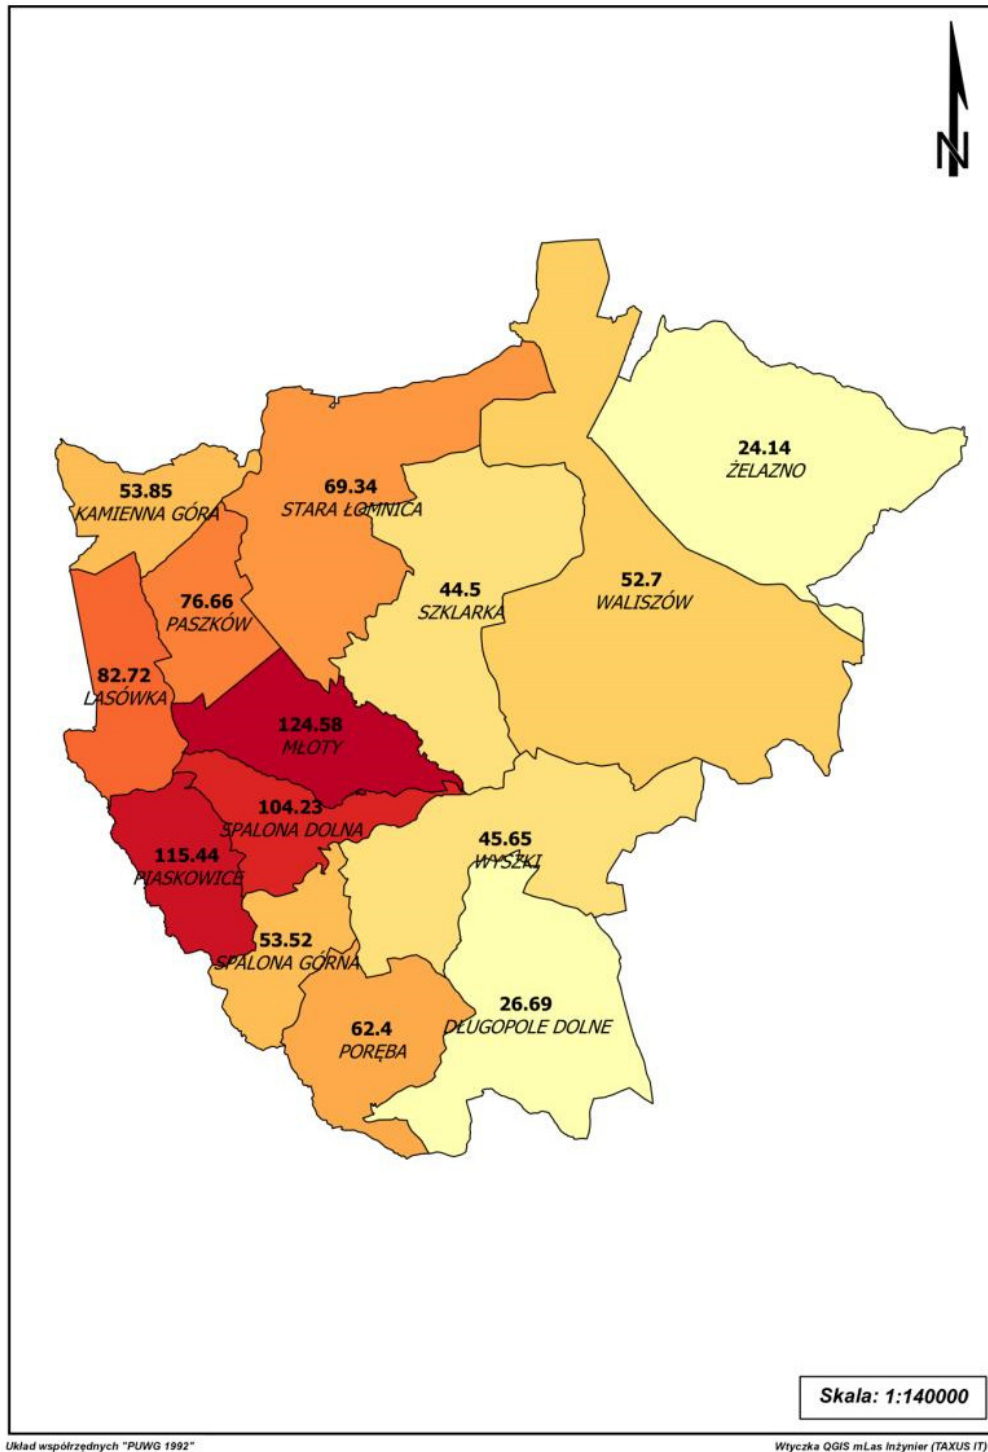 N
24.14
ŻELAZNO
53.85
KAMIENNA GÓRA
69.34
STARA ŁOMNICA
44.5
SZKLARKA
52.7
WALISZÓW
76.66
PASZKÓW
82.72
LASÓWKA
124.58
MŁOTY
104.23
SPALONA DOLNA
115.44
PIASKOWICE
45.65
WYSZKI
53.52
SPALONA GÓRNA
26.69
DŁUGOPOLE DOLNE
62.4
PORĘBA
Skala: 1:140000
Układ współrzędnych "PUWG 1992"
Wtyczka QGIS mLas Inżynier (TAXUS IT)